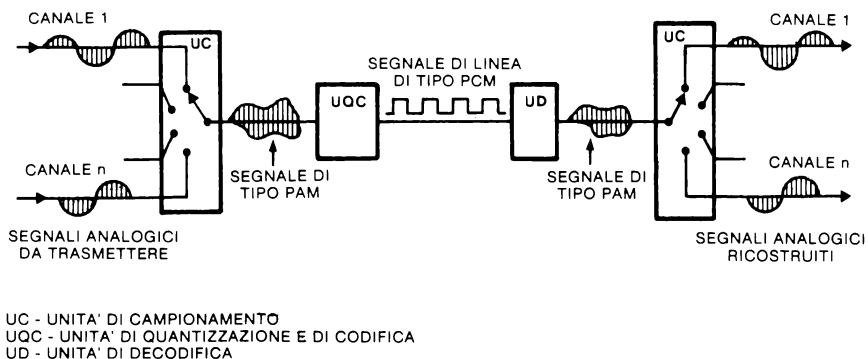 CANALE 1
UC
SEGNALE DI LINEA
DI TIPO PCM
UC
CANALE 1
UQC
UD
CANALE n
SEGNALE DI
TIPO PAM
SEGNALE DI
TIPO PAM
CANALE n
SEGNALI ANALOGICI
DA TRASMETTERE
SEGNALI ANALOGICI
RICOSTRUITI
UC - UNITA' DI CAMPIONAMENTO
UQC - UNITA' DI QUANTIZZAZIONE E DI CODIFICA
UD - UNITA' DI DECODIFICA